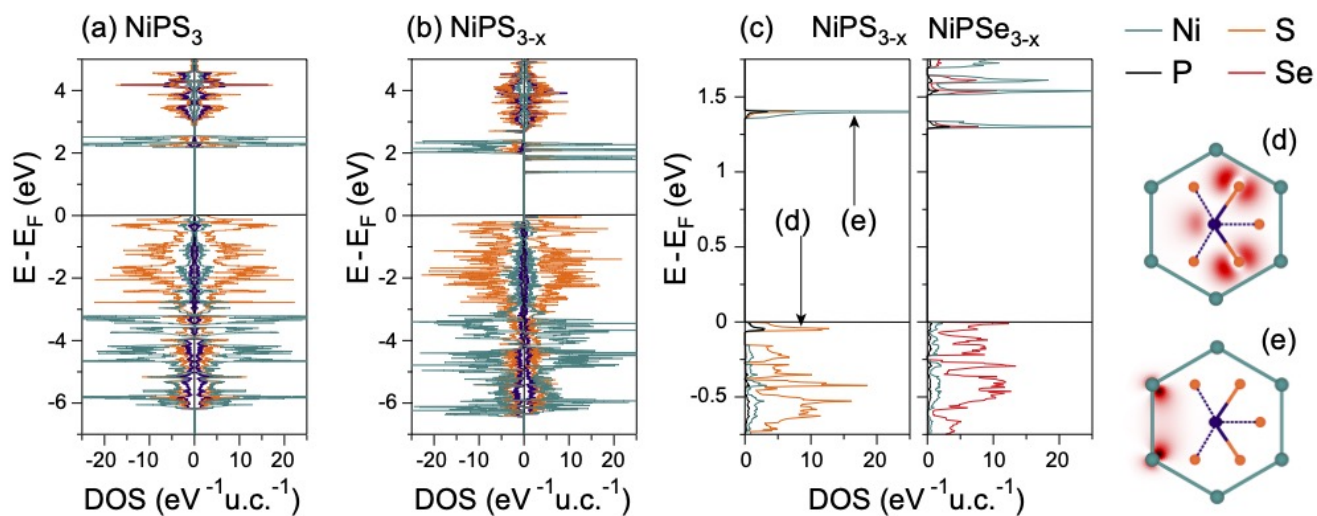 (a) NiPS₃
(b) NiPS₃₋ₓ
(c) NiPS₃₋ₓ NiPSe₃₋ₓ
Ni S
P Se
E - E_F (eV)
4
2
0
-2
-4
-6
-20 -10 0 10 20
DOS (eV⁻¹u.c.⁻¹)
E - E_F (eV)
4
2
0
-2
-4
-6
-20 -10 0 10 20
DOS (eV⁻¹u.c.⁻¹)
E - E_F (eV)
1.5
1
0.5
0
-0.5
(d)
(e)
0 10 20
0 10 20
DOS (eV⁻¹u.c.⁻¹)
(d)
(e)